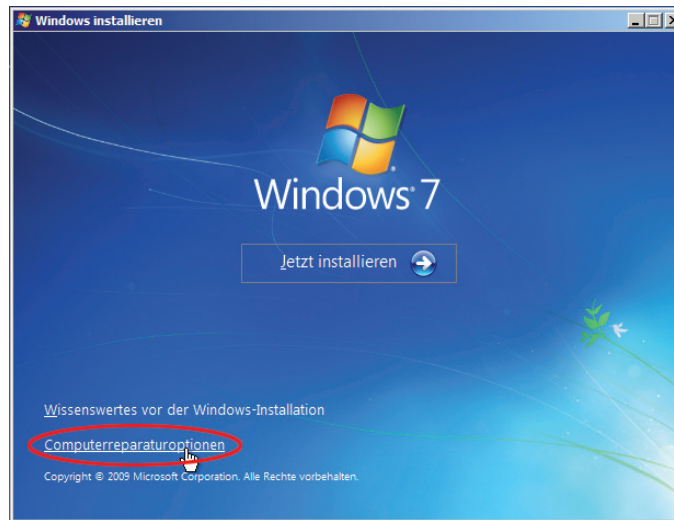 Windows installieren
Windows 7
Jetzt installieren
Wissenswertes vor der Windows-Installation
Computerreparaturoptionen
Copyright © 2009 Microsoft Corporation. Alle Rechte vorbehalten.